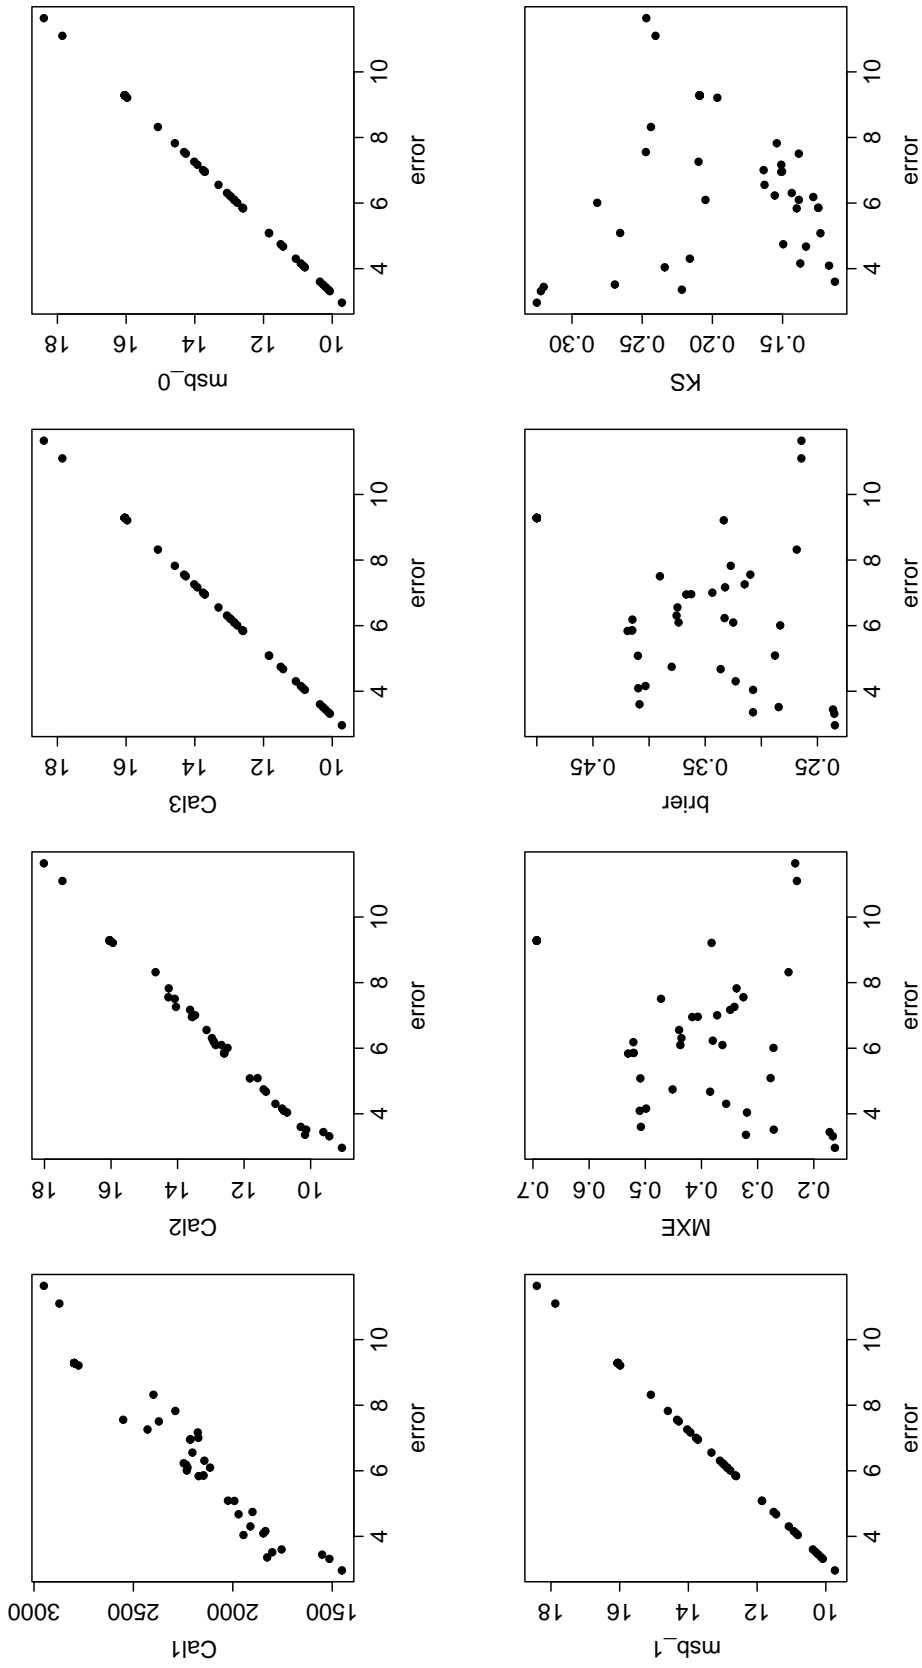 Cal1
1500 2000 2500 3000
4 6 8 10
error
Cal2
10 12 14 16 18
4 6 8 10
error
Cal3
10 12 14 16 18
4 6 8 10
error
msb_0
10 12 14 16 18
4 6 8 10
error
msb_1
10 12 14 16 18
4 6 8 10
error
MXE
0.2 0.3 0.4 0.5 0.6 0.7
4 6 8 10
error
brier
0.25 0.35 0.45
4 6 8 10
error
KS
0.15 0.20 0.25 0.30
4 6 8 10
error